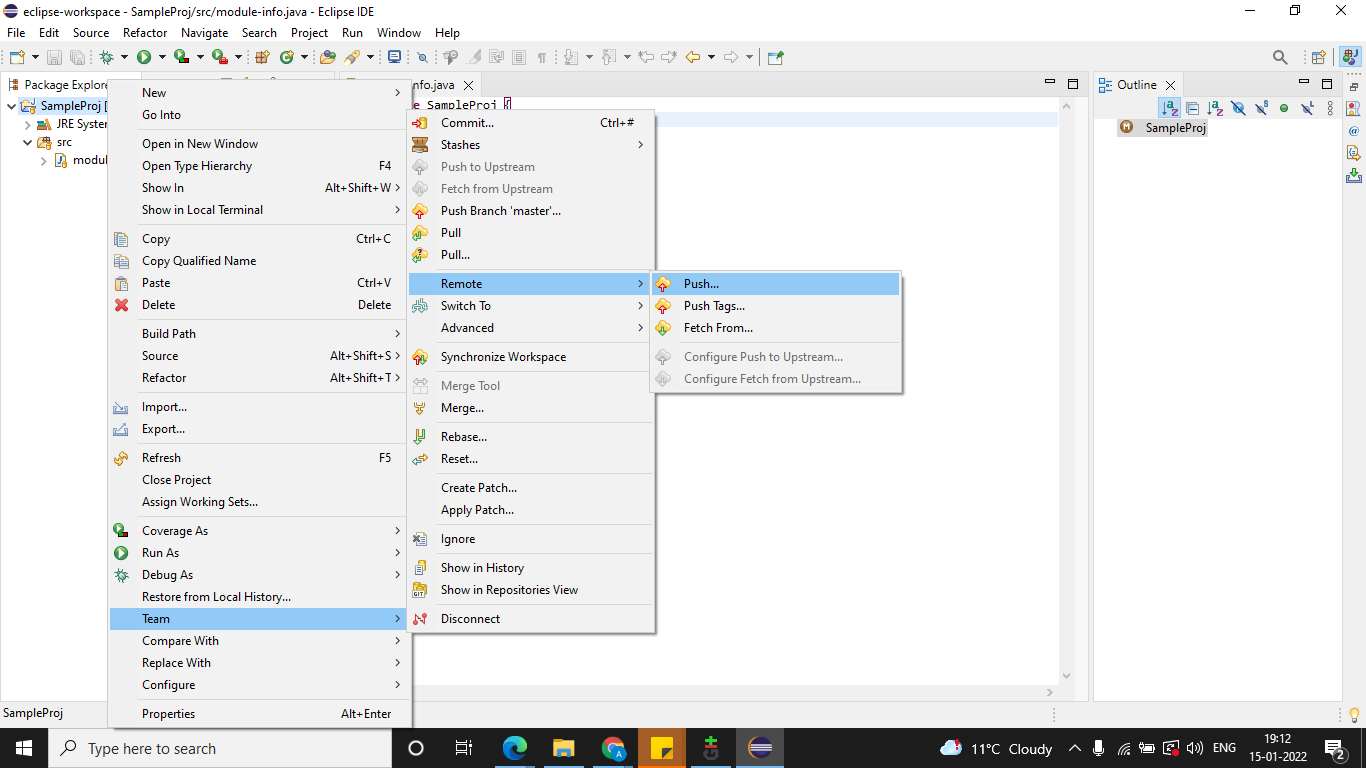 eclipse-workspace - SampleProj/src/module-info.java - Eclipse IDE
File Edit Source Refactor Navigate Search Project Run Window Help
Package Explore
nfo.java
Outline
SampleProj [
JRE System
src
modul
e SampleProj {
SampleProj
New
Go Into
Open in New Window
Open Type Hierarchy F4
Show In Alt+Shift+W
Show in Local Terminal
Copy Ctrl+C
Copy Qualified Name
Paste Ctrl+V
Delete Delete
Build Path
Source Alt+Shift+S
Refactor Alt+Shift+T
Import...
Export...
Refresh F5
Close Project
Assign Working Sets...
Coverage As
Run As
Debug As
Restore from Local History...
Team
Compare With
Replace With
Configure
Properties Alt+Enter
Commit... Ctrl+#
Stashes
Push to Upstream
Fetch from Upstream
Push Branch 'master'...
Pull
Pull...
Remote
Switch To
Advanced
Synchronize Workspace
Merge Tool
Merge...
Rebase...
Reset...
Create Patch...
Apply Patch...
Ignore
Show in History
GIT
Show in Repositories View
Disconnect
Push...
Push Tags...
Fetch From...
Configure Push to Upstream...
Configure Fetch from Upstream...
SampleProj
Type here to search
11°C Cloudy
ENG
19:12
15-01-2022
2